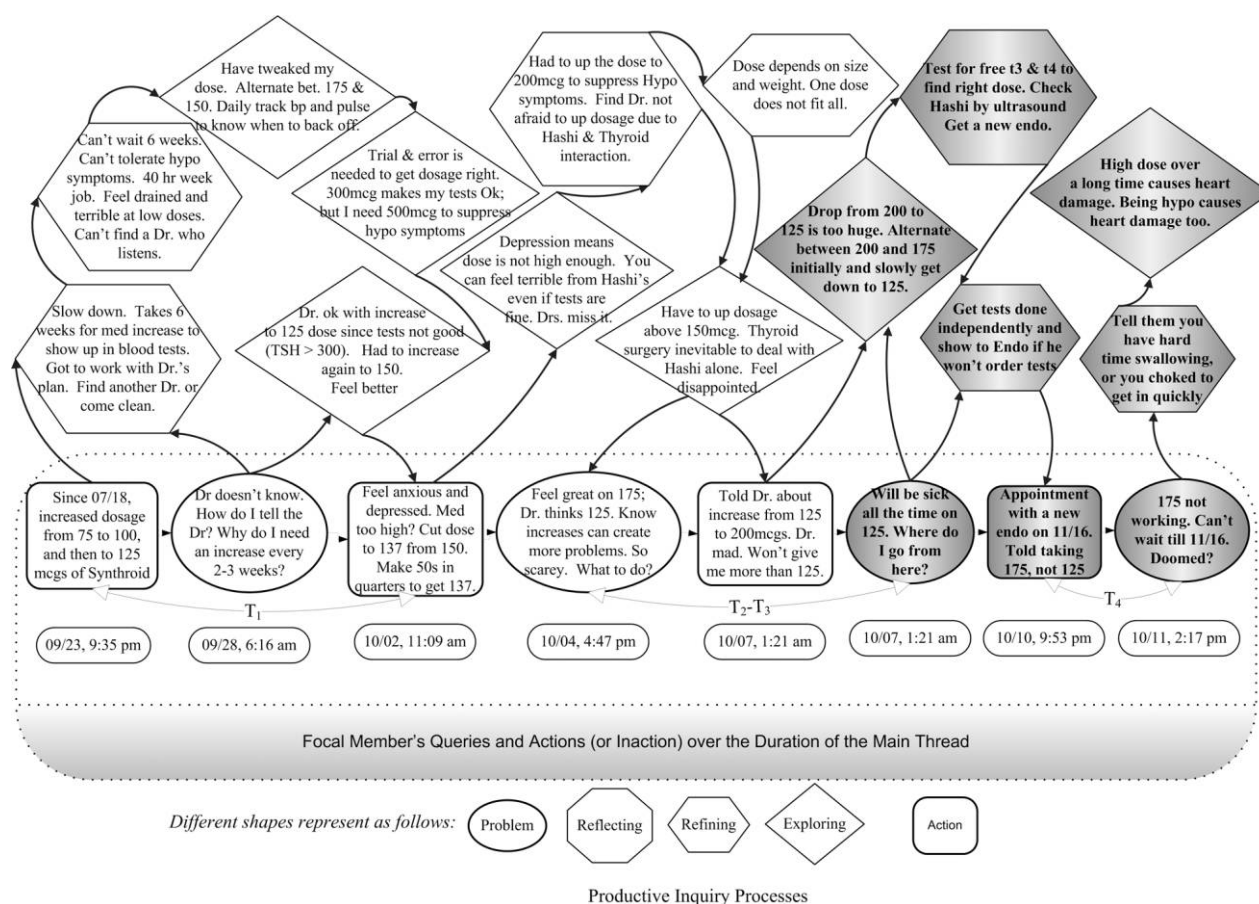 Have tweaked my
dose.  Alternate bet. 175 &
150. Daily track bp and pulse
to know when to back off.
Had to up the dose to
200mcg to suppress Hypo
symptoms.  Find Dr. not
afraid to up dosage due to
Hashi & Thyroid
interaction.
Dose depends on size
and weight. One dose
does not fit all.
Test for free t3 & t4 to
find right dose. Check
Hashi by ultrasound
Get a new endo.
Can't wait 6 weeks.
Can't tolerate hypo
symptoms.  40 hr week
job.  Feel drained and
terrible at low doses.
Can't find a Dr. who
listens.
Trial & error is
needed to get dosage right.
300mcg makes my tests Ok;
but I need 500mcg to suppress
hypo symptoms
High dose over
a long time causes heart
damage. Being hypo causes
heart damage too.
Drop from 200 to
125 is too huge. Alternate
between 200 and 175
initially and slowly get
down to 125.
Depression means
dose is not high enough.  You
can feel terrible from Hashi's
even if tests are
fine.  Drs. miss it.
Slow down.  Takes 6
weeks for med increase to
show up in blood tests.
Got to work with Dr.'s
plan.  Find another Dr. or
come clean.
Dr. ok with increase
to 125 dose since tests not good
(TSH > 300).   Had to increase
again to 150.
Feel better
Have to up dosage
above 150mcg.  Thyroid
surgery inevitable to deal with
Hashi alone.  Feel
disappointed.
Get tests done
independently and
show to Endo if he
won't order tests
Tell them you
have hard
time swallowing,
or you choked to
get in quickly
Since 07/18,
increased dosage
from 75 to 100,
and then to 125
mcgs of Synthroid
Dr doesn't know.
How do I tell the
Dr? Why do I need
an increase every
2-3 weeks?
Feel anxious and
depressed. Med
too high? Cut dose
to 137 from 150.
Make 50s in
quarters to get 137.
Feel great on 175;
Dr. thinks 125. Know
increases can create
more problems. So
scarey.  What to do?
Told Dr. about
increase from 125
to 200mcgs. Dr.
mad. Won't give
me more than 125.
Will be sick
all the time on
125. Where do
I go from
here?
Appointment
with a new
endo on 11/16.
Told taking
175, not 125
175 not
working. Can't
wait till 11/16.
Doomed?
T1
T2-T3
T4
09/23, 9:35 pm
09/28, 6:16 am
10/02, 11:09 am
10/04, 4:47 pm
10/07, 1:21 am
10/07, 1:21 am
10/10, 9:53 pm
10/11, 2:17 pm
Focal Member's Queries and Actions (or Inaction) over the Duration of the Main Thread
Different shapes represent as follows:
Problem
Reflecting
Refining
Exploring
Action
Productive Inquiry Processes